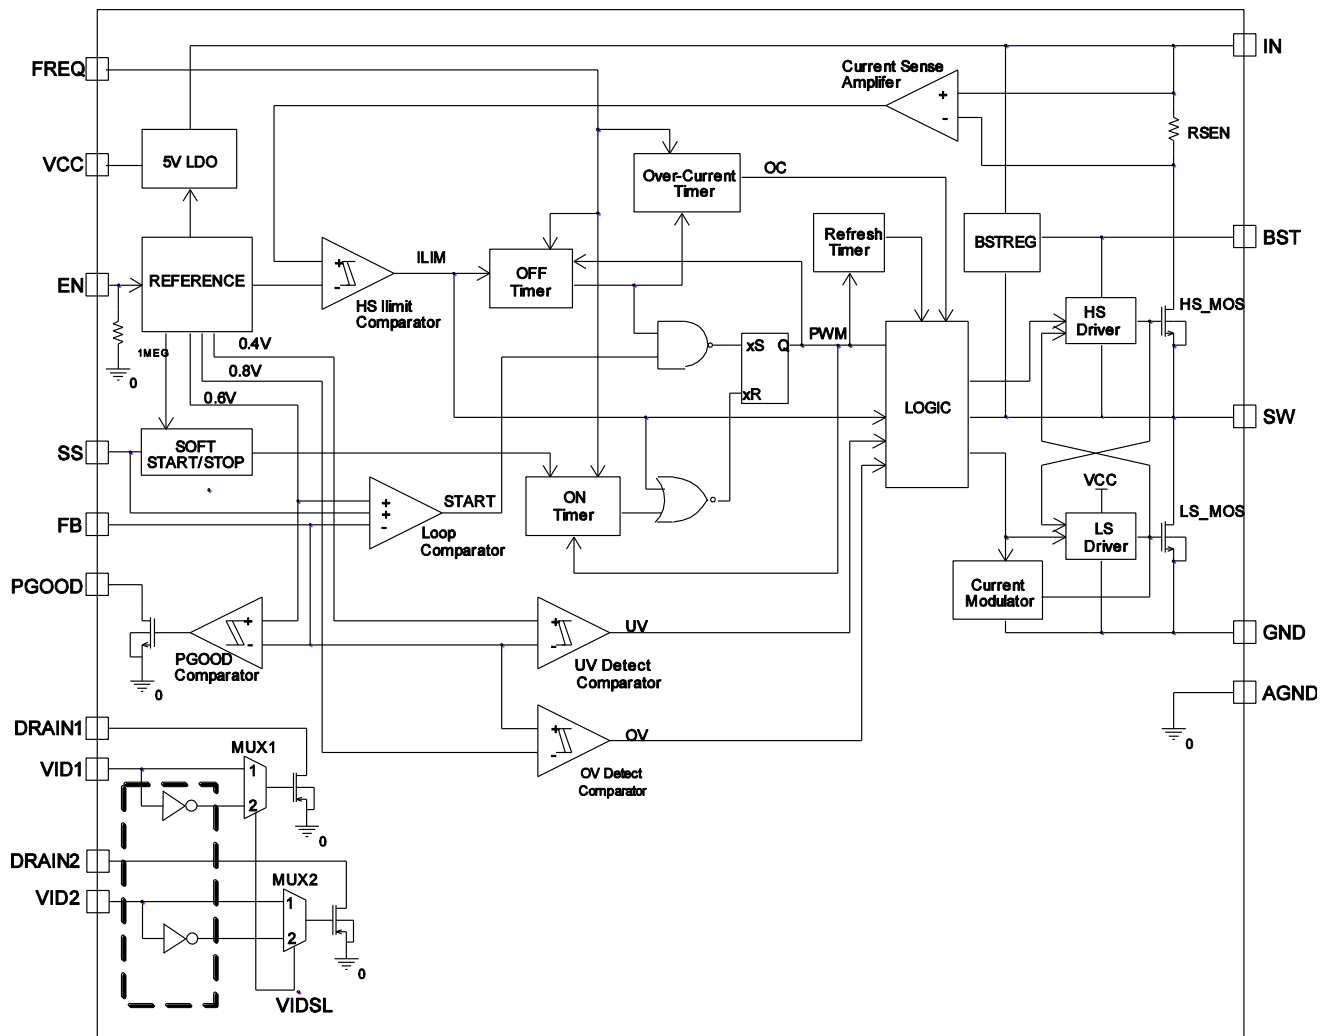 FREQ
IN
Current Sense
Amplifer
+
-
RSEN
VCC
5V LDO
Over-Current
Timer
OC
Refresh
Timer
BSTREG
BST
EN
REFERENCE
+
-
HS Ilimit
Comparator
ILIM
OFF
Timer
HS
Driver
HS_MOS
1MEG
0
0.4V
0.8V
0.6V
xS
Q
xR
PWM
LOGIC
SW
SS
SOFT
START/STOP
+
+
-
Loop
Comparator
START
ON
Timer
VCC
LS
Driver
LS_MOS
FB
PGOOD
+
-
PGOOD
Comparator
0
+
-
UV
UV Detect
Comparator
Current
Modulator
GND
AGND
0
+
-
OV
OV Detect
Comparator
DRAIN1
MUX1
VID1
1
2
0
DRAIN2
MUX2
VID2
1
2
0
VIDSL